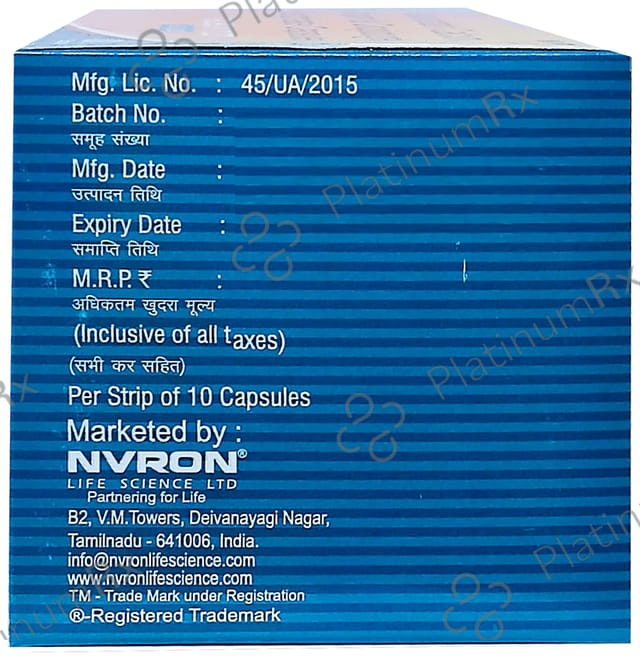 Mfg. Lic. No. : 45/UA/2015
Batch No. :
समूह संख्या
Mfg. Date :
उत्पादन तिथि
Expiry Date :
समाप्ति तिथि
M.R.P. ₹ :
अधिकतम खुदरा मूल्य
(Inclusive of all taxes)
(सभी कर सहित)
Per Strip of 10 Capsules
Marketed by :
NVRON®
LIFE SCIENCE LTD
Partnering for Life
B2, V.M.Towers, Deivanayagi Nagar,
Tamilnadu - 641006, India.
info@nvronlifescience.com
www.nvronlifescience.com
TM - Trade Mark under Registration
®-Registered Trademark
PlatinumRx
PlatinumRx
PlatinumRx